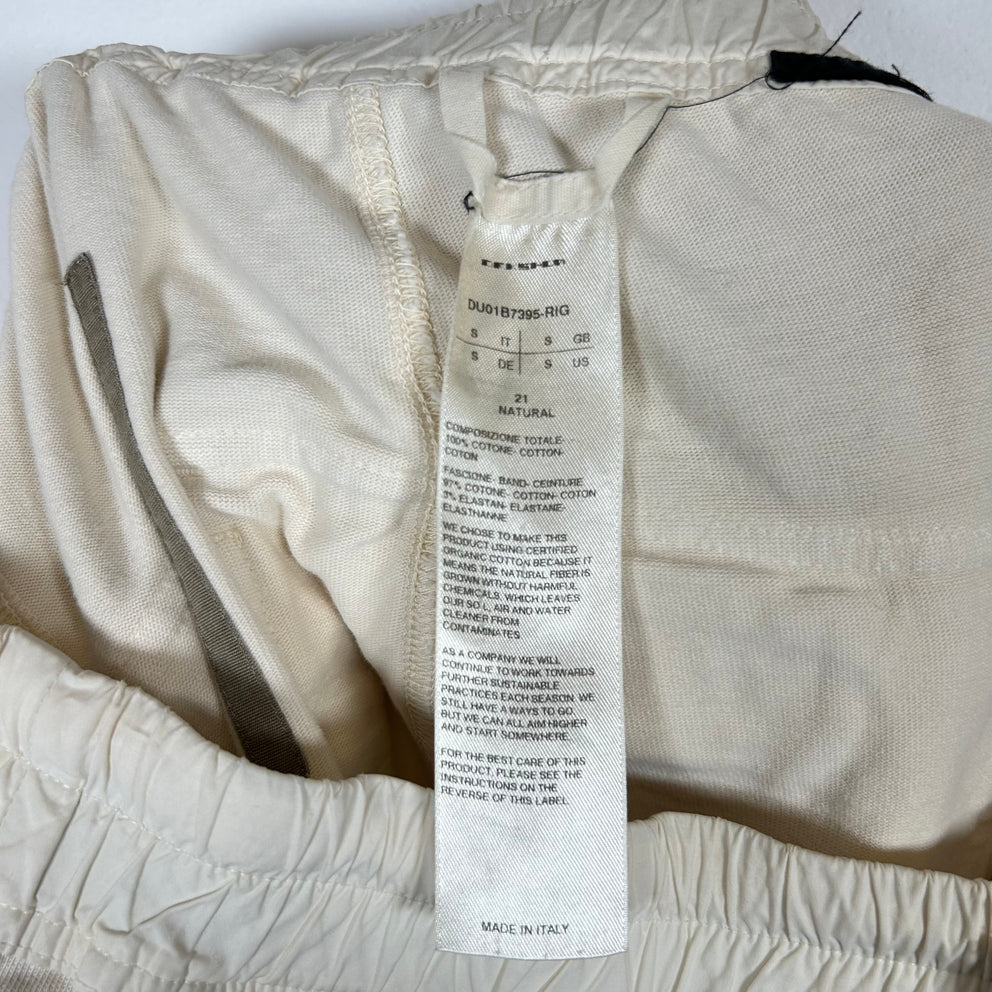 DRKSHDW
DU01B7395-RIG
S IT S GB
S DE S US
21
NATURAL
COMPOSIZIONE TOTALE-
100% COTONE- COTTON-
COTON
FASCIONE- BAND- CEINTURE
97% COTONE- COTTON- COTON
3% ELASTAN- ELASTANE-
ELASTHANNE
WE CHOSE TO MAKE THIS
PRODUCT USING CERTIFIED
ORGANIC COTTON BECAUSE IT
MEANS THE NATURAL FIBER IS
GROWN WITHOUT HARMFUL
CHEMICALS, WHICH LEAVES
OUR SOIL, AIR AND WATER
CLEANER FROM
CONTAMINATES
AS A COMPANY WE WILL
CONTINUE TO WORK TOWARDS
FURTHER SUSTAINABLE
PRACTICES EACH SEASON. WE
STILL HAVE A WAYS TO GO,
BUT WE CAN ALL AIM HIGHER
AND START SOMEWHERE.
FOR THE BEST CARE OF THIS
PRODUCT, PLEASE SEE THE
INSTRUCTIONS ON THE
REVERSE OF THIS LABEL.
MADE IN ITALY